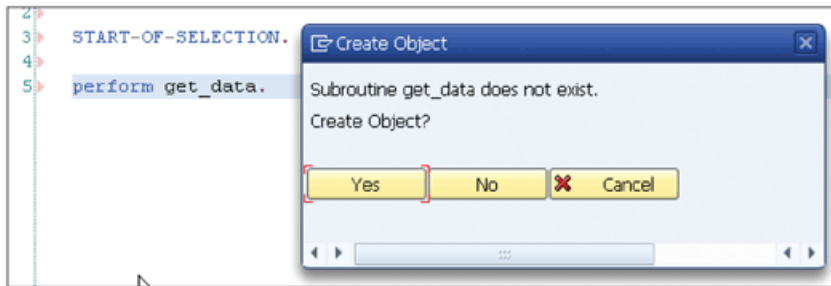 2
3 START-OF-SELECTION.
4
5 perform get_data.
Create Object
Subroutine get_data does not exist.
Create Object?
Yes No Cancel